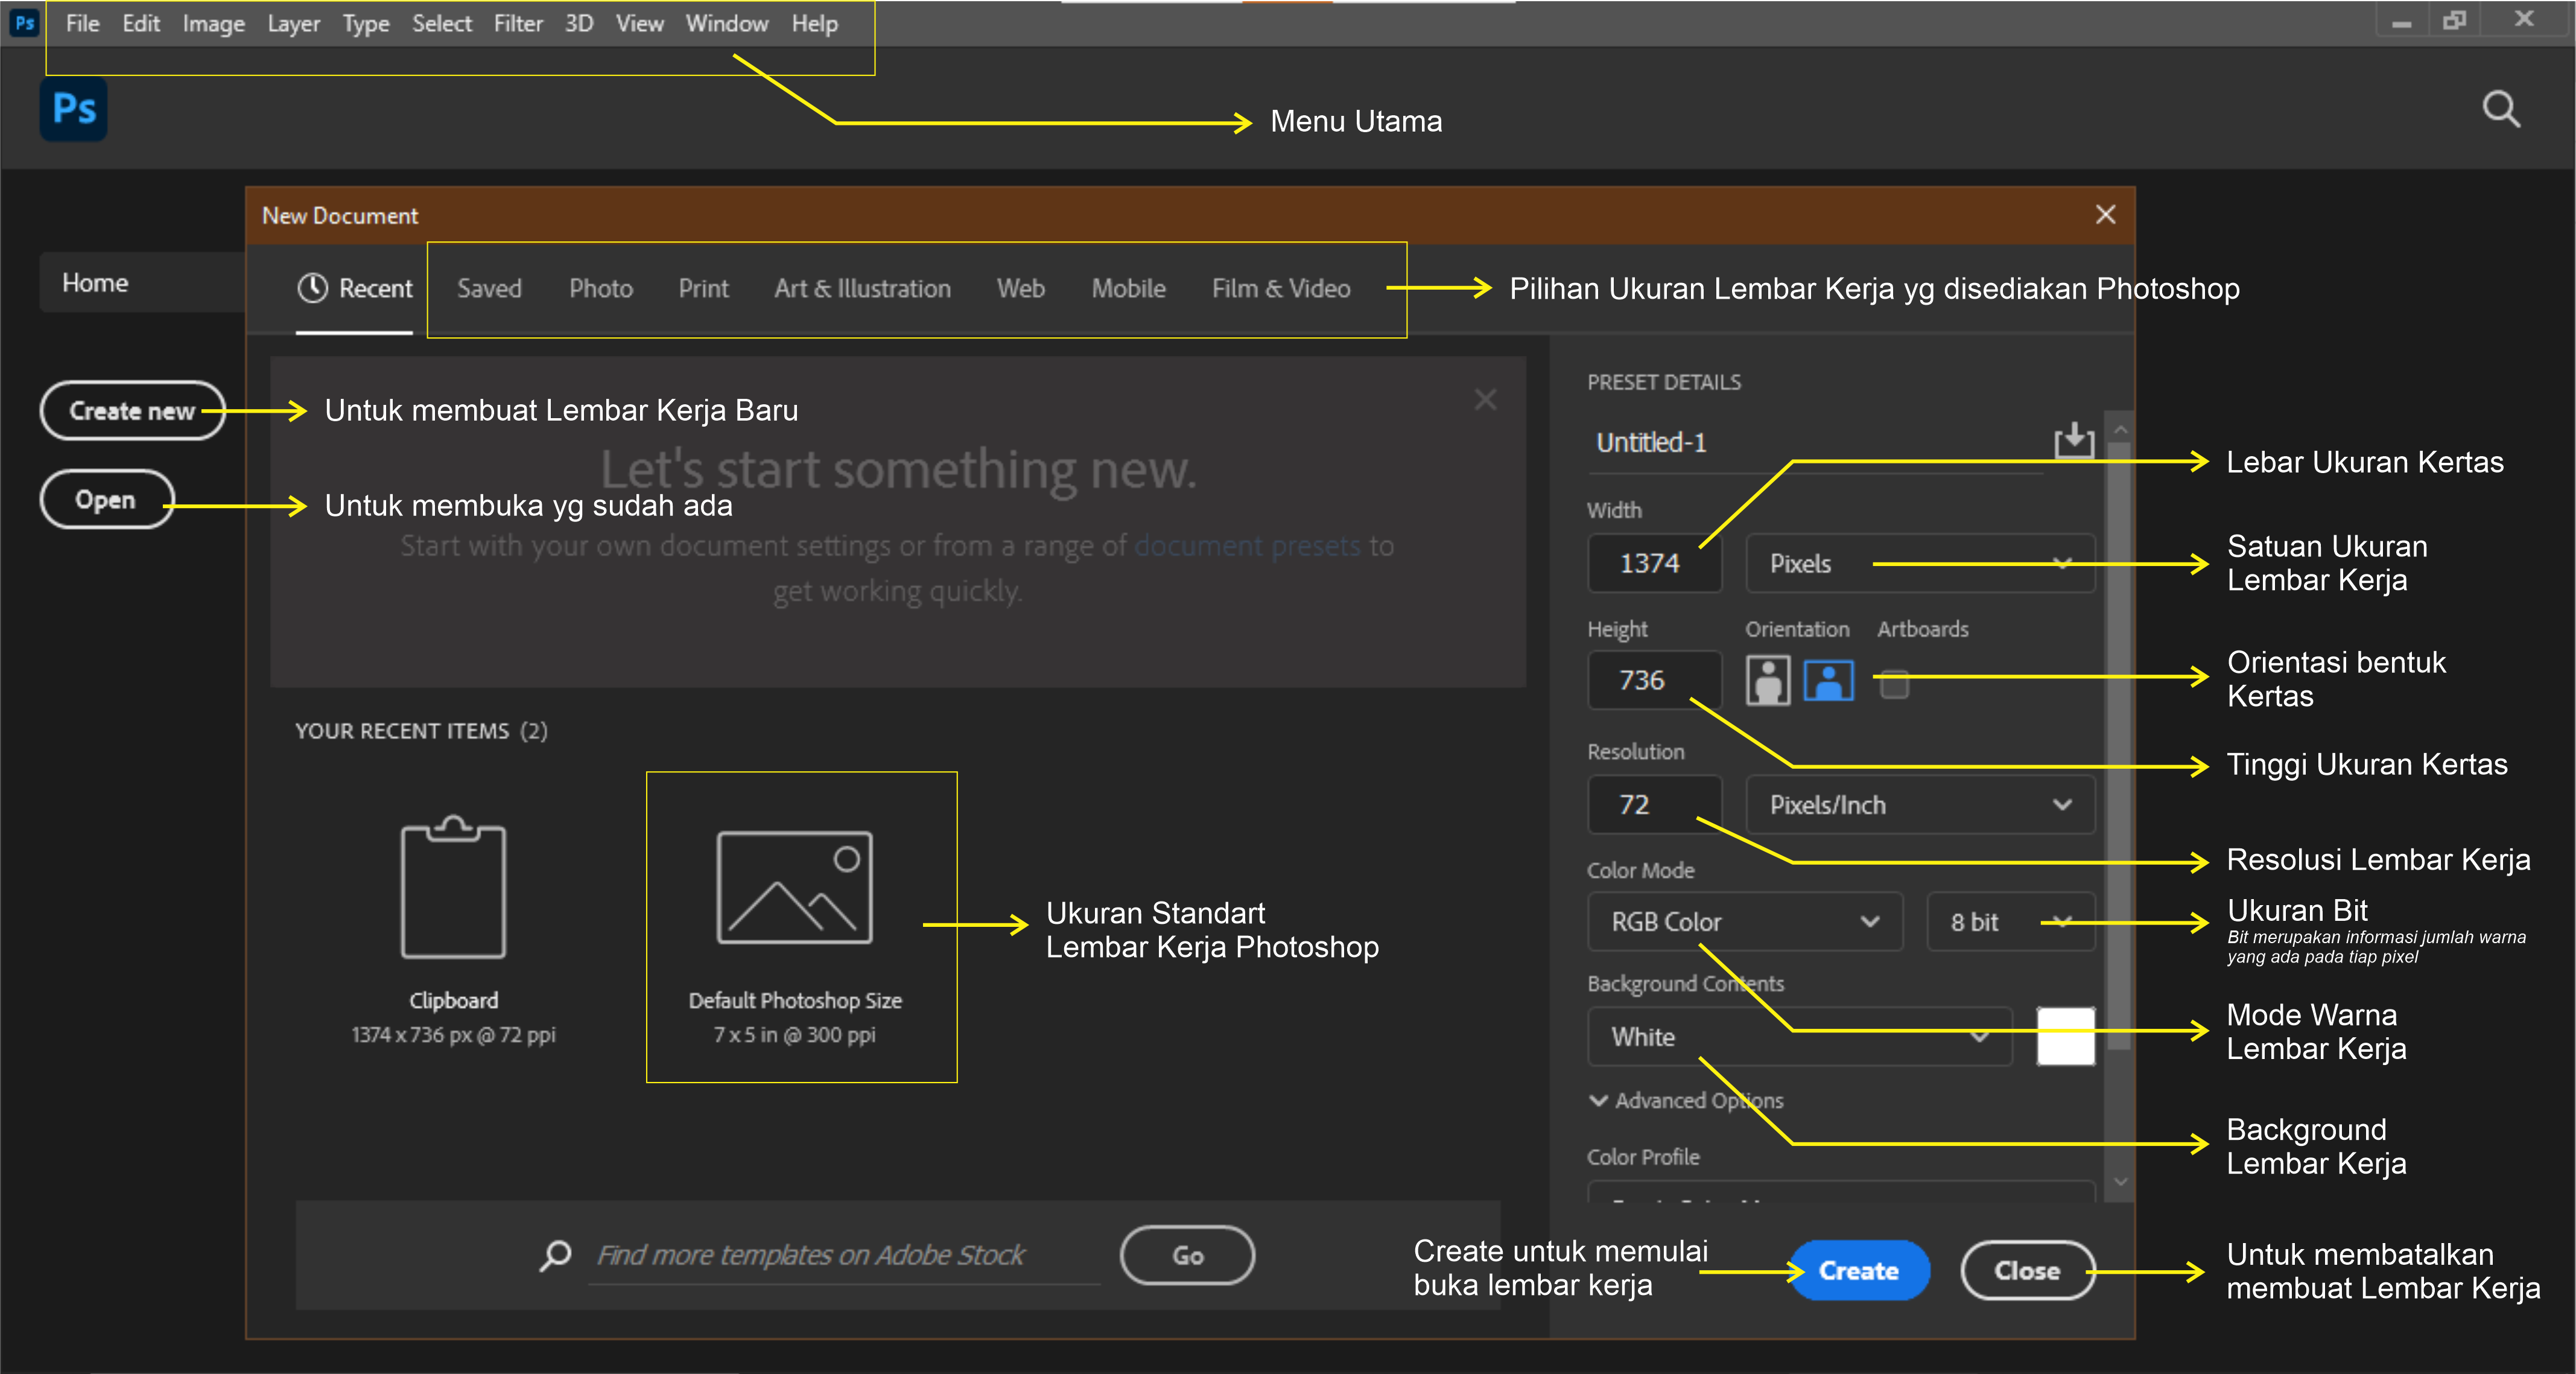 Ps File Edit Image Layer Type Select Filter 3D View Window Help
Ps
Menu Utama
New Document
Home
Recent Saved Photo Print Art & Illustration Web Mobile Film & Video
Pilihan Ukuran Lembar Kerja yg disediakan Photoshop
Create new
Untuk membuat Lembar Kerja Baru
Let's start something new.
Open
Untuk membuka yg sudah ada
Start with your own document settings or from a range of document presets to
get working quickly.
YOUR RECENT ITEMS (2)
Clipboard
1374 x 736 px @ 72 ppi
Default Photoshop Size
7 x 5 in @ 300 ppi
Ukuran Standart
Lembar Kerja Photoshop
Find more templates on Adobe Stock
Go
PRESET DETAILS
Untitled-1
Width
1374 Pixels
Height Orientation Artboards
736
Resolution
72 Pixels/Inch
Color Mode
RGB Color 8 bit
Background Contents
White
Advanced Options
Color Profile
Create untuk memulai
buka lembar kerja
Create
Close
Lebar Ukuran Kertas
Satuan Ukuran
Lembar Kerja
Orientasi bentuk
Kertas
Tinggi Ukuran Kertas
Resolusi Lembar Kerja
Ukuran Bit
Bit merupakan informasi jumlah warna
yang ada pada tiap pixel
Mode Warna
Lembar Kerja
Background
Lembar Kerja
Untuk membatalkan
membuat Lembar Kerja